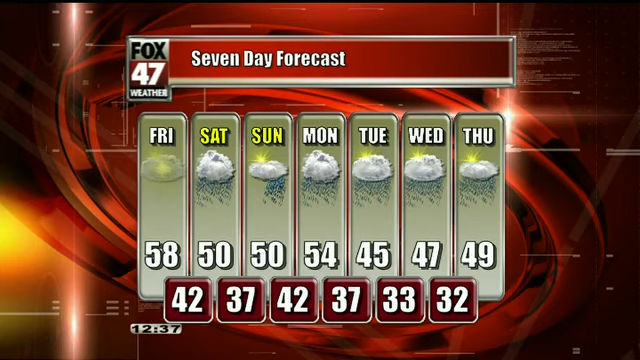 FOX
47
WEATHER
Seven Day Forecast
FRI SAT SUN MON TUE WED THU
58 50 50 54 45 47 49
42 37 42 37 33 32
12:37